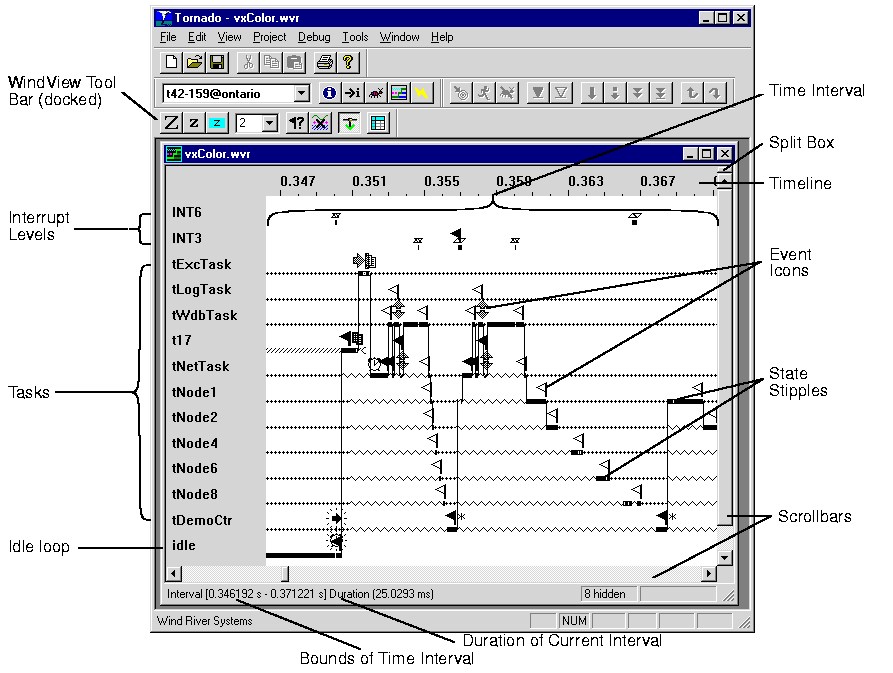 Tornado - vxColor.wvr
File Edit View Project Debug Tools Window Help
WindView Tool
Bar (docked)
t42-159@ontario
Time Interval
Z z z 2 1?
vxColor.wvr
Split Box
0.347 0.351 0.355 0.359 0.363 0.367
Timeline
Interrupt
Levels
INT6
INT3
tExcTask
tLogTask
tWdbTask
t17
tNetTask
tNode1
tNode2
tNode4
tNode6
tNode8
tDemoCtr
idle
Event
Icons
Tasks
State
Stipples
Scrollbars
Idle loop
Interval [0.346192 s - 0.371221 s] Duration (25.0293 ms) 8 hidden
Wind River Systems NUM
Duration of Current Interval
Bounds of Time Interval